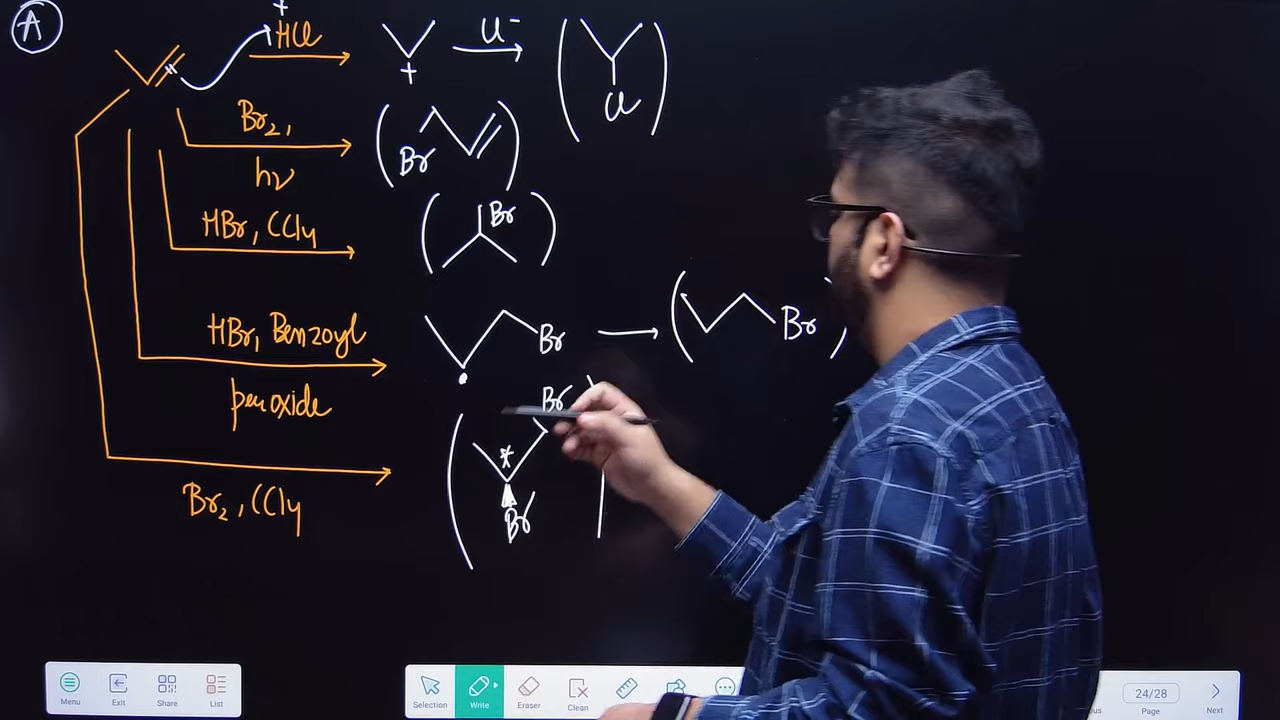 A
+
HCl
+
Cl⁻
Cl
Br₂,
hν
Br
HBr, CCl₄
Br
HBr, Benzoyl
peroxide
Br
Br
Br₂, CCl₄
Br
*
Br
Menu
Exit
Share
List
Selection
Write
Eraser
Clean
24/28
Page
Next